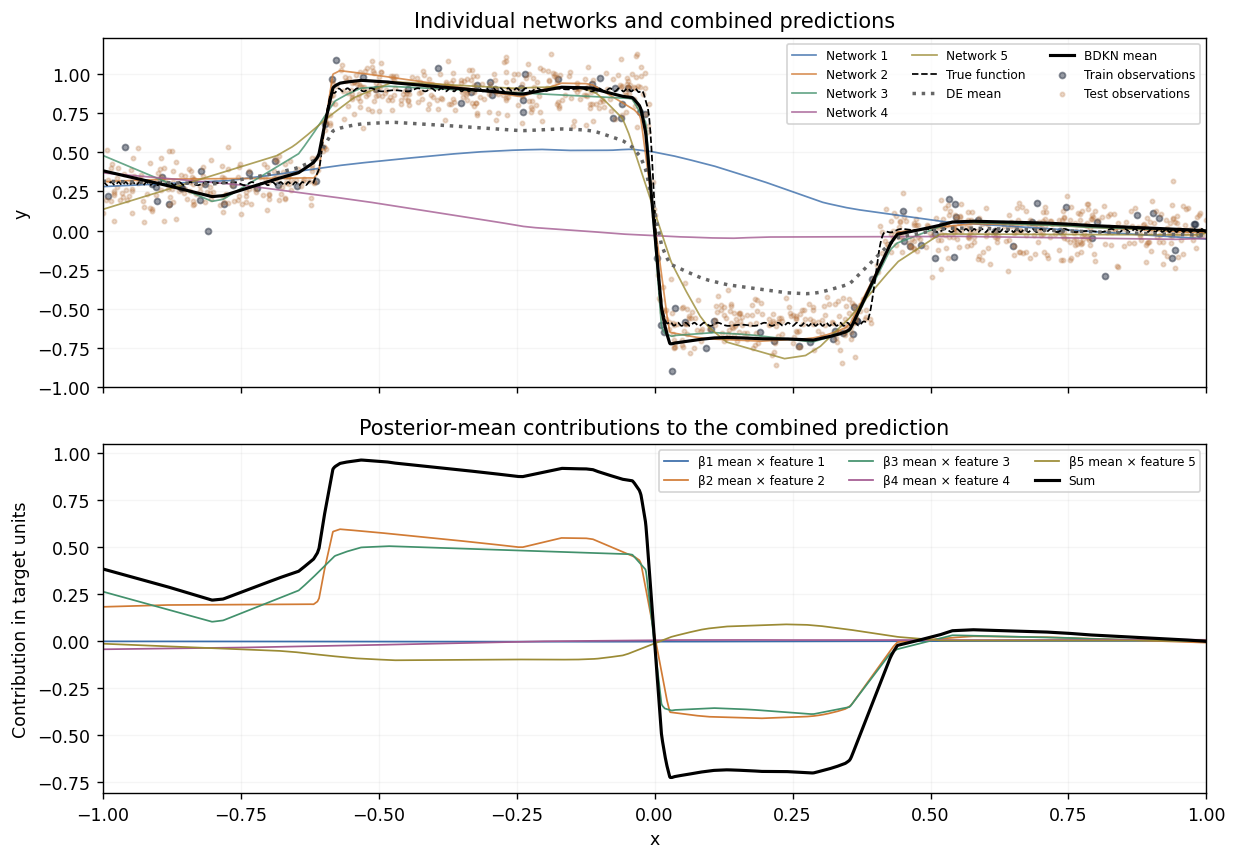 Individual networks and combined predictions
1.00
0.75
0.50
0.25
0.00
−0.25
−0.50
−0.75
−1.00
y
Network 1
Network 2
Network 3
Network 4
Network 5
True function
DE mean
BDKN mean
Train observations
Test observations
Posterior-mean contributions to the combined prediction
1.00
0.75
0.50
0.25
0.00
−0.25
−0.50
−0.75
Contribution in target units
β1 mean × feature 1
β2 mean × feature 2
β3 mean × feature 3
β4 mean × feature 4
β5 mean × feature 5
Sum
−1.00 −0.75 −0.50 −0.25 0.00 0.25 0.50 0.75 1.00
x